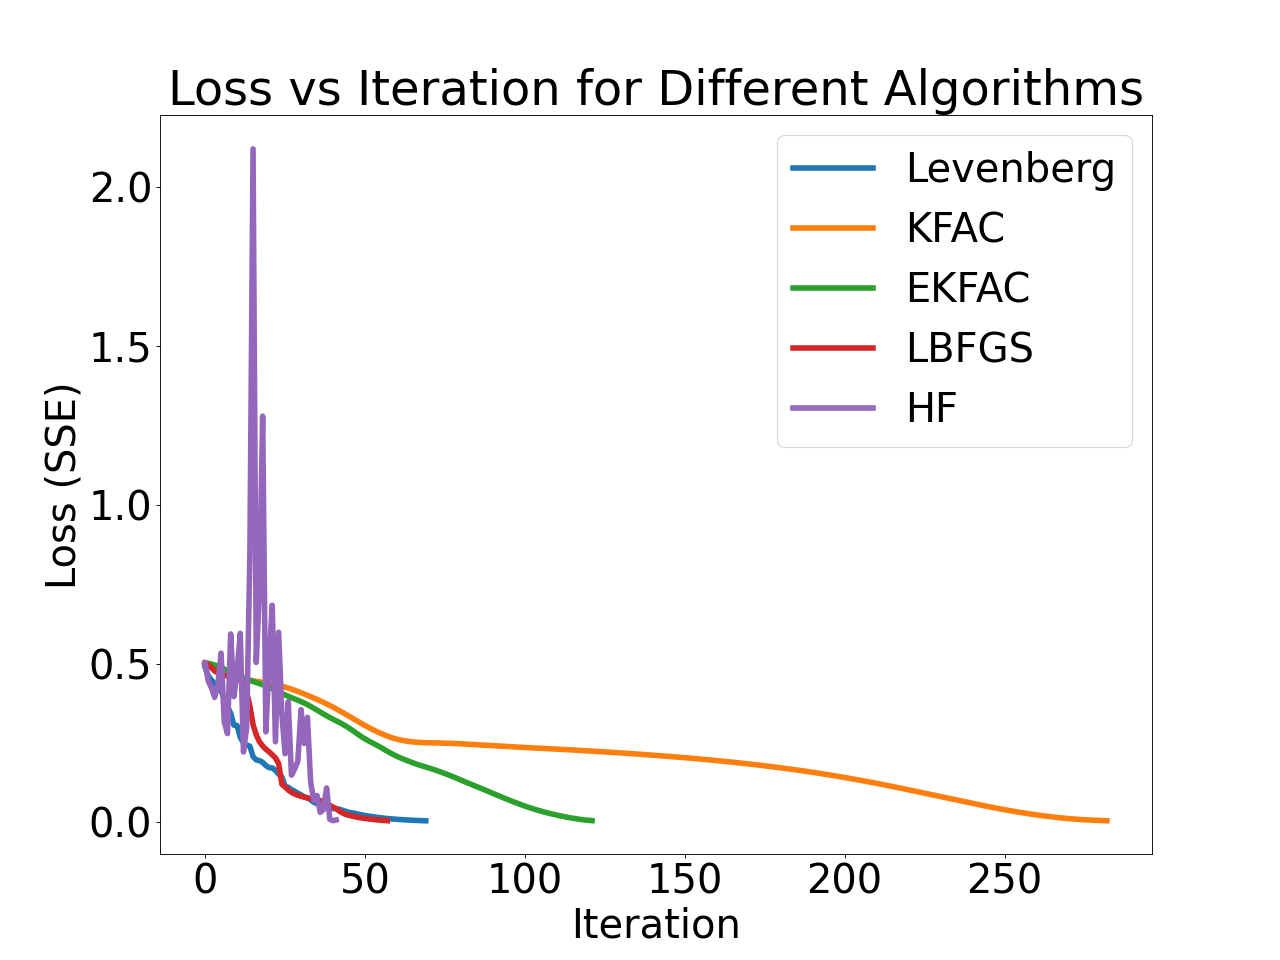 Loss vs Iteration for Different Algorithms
Levenberg
KFAC
EKFAC
LBFGS
HF
Loss (SSE)
2.0
1.5
1.0
0.5
0.0
0 50 100 150 200 250
Iteration